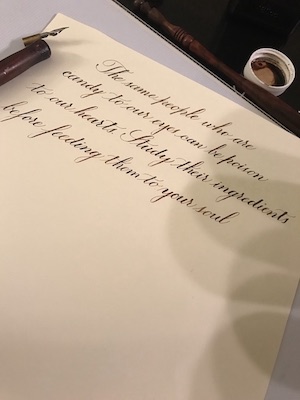 The same people who are
candy to our eyes can be poison
to our hearts. Study their ingredients
before feeding them to your soul